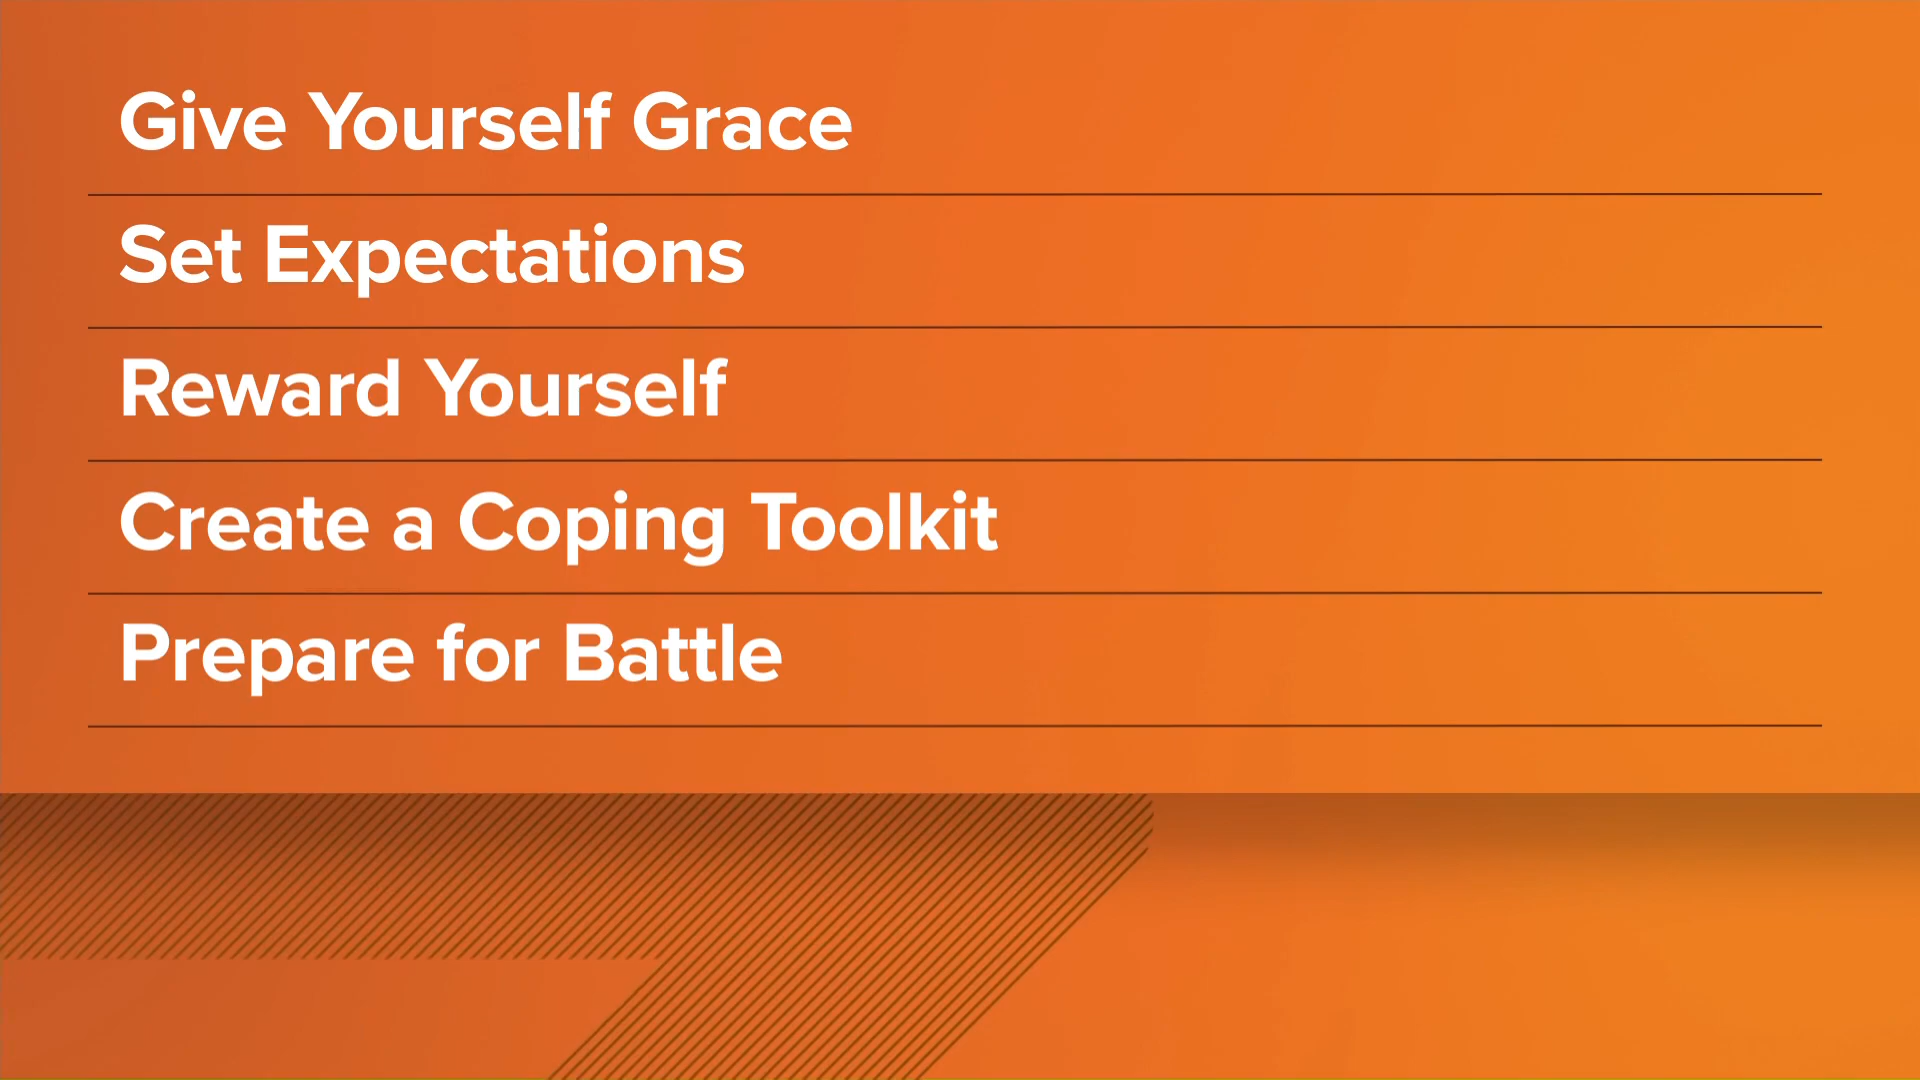 Give Yourself Grace
Set Expectations
Reward Yourself
Create a Coping Toolkit
Prepare for Battle